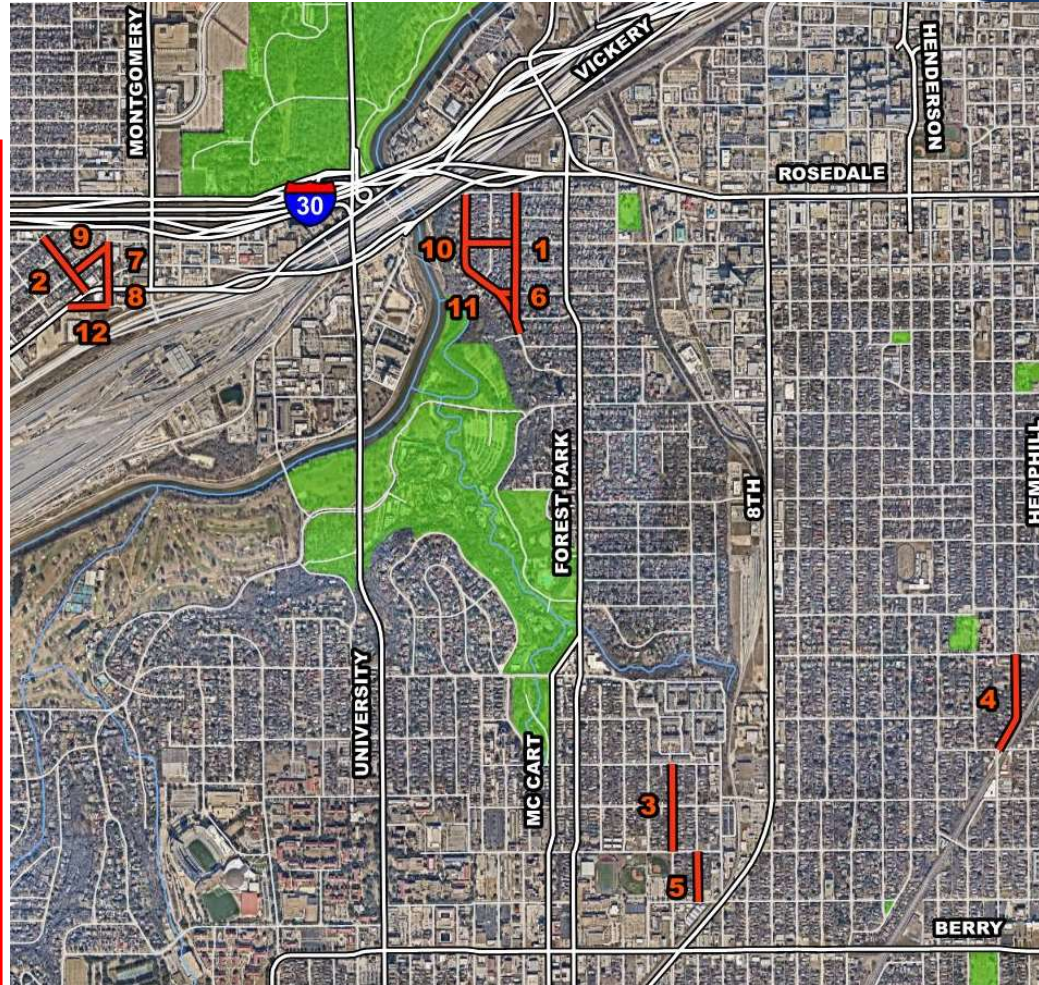 MONTGOMERY
VICKERY
HENDERSON
ROSEDALE
30
9
7
2
8
12
10
1
11
6
FOREST PARK
8TH
HEMPHILL
UNIVERSITY
4
MC CART
3
5
BERRY